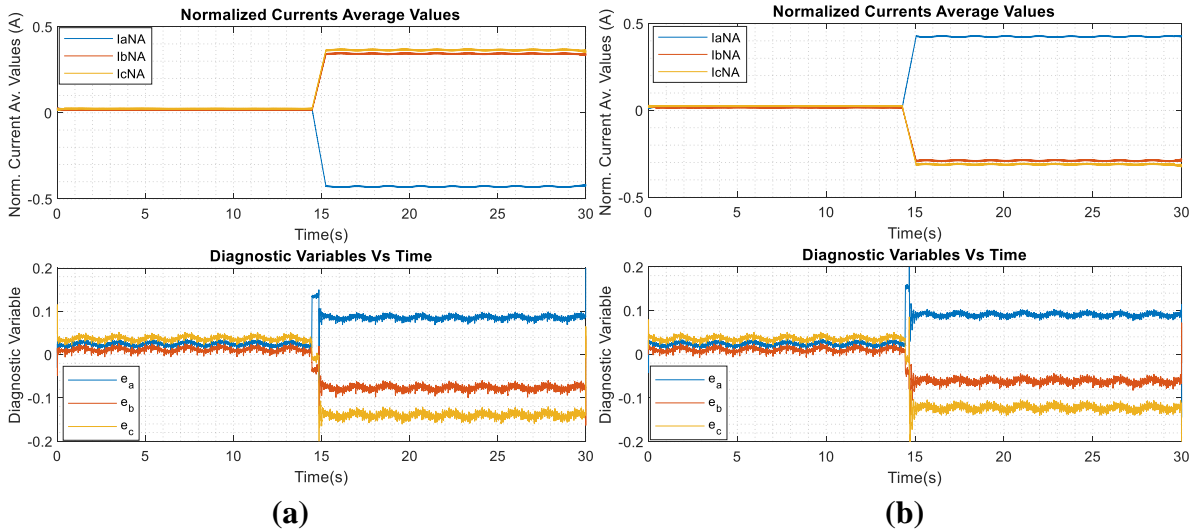 Normalized Currents Average Values
Norm. Current Av. Values (A)
0.5
0
-0.5
IaNA
IbNA
IcNA
0 5 10 15 20 25 30
Time(s)
Diagnostic Variables Vs Time
Diagnostic Variable
0.2
0.1
0
-0.1
-0.2
e_a
e_b
e_c
0 5 10 15 20 25 30
Time(s)
(a)
Normalized Currents Average Values
Norm. Current Av. Values (A)
0.5
0
-0.5
IaNA
IbNA
IcNA
0 5 10 15 20 25 30
Time(s)
Diagnostic Variables Vs Time
Diagnostic Variable
0.2
0.1
0
-0.1
-0.2
e_a
e_b
e_c
0 5 10 15 20 25 30
Time(s)
(b)